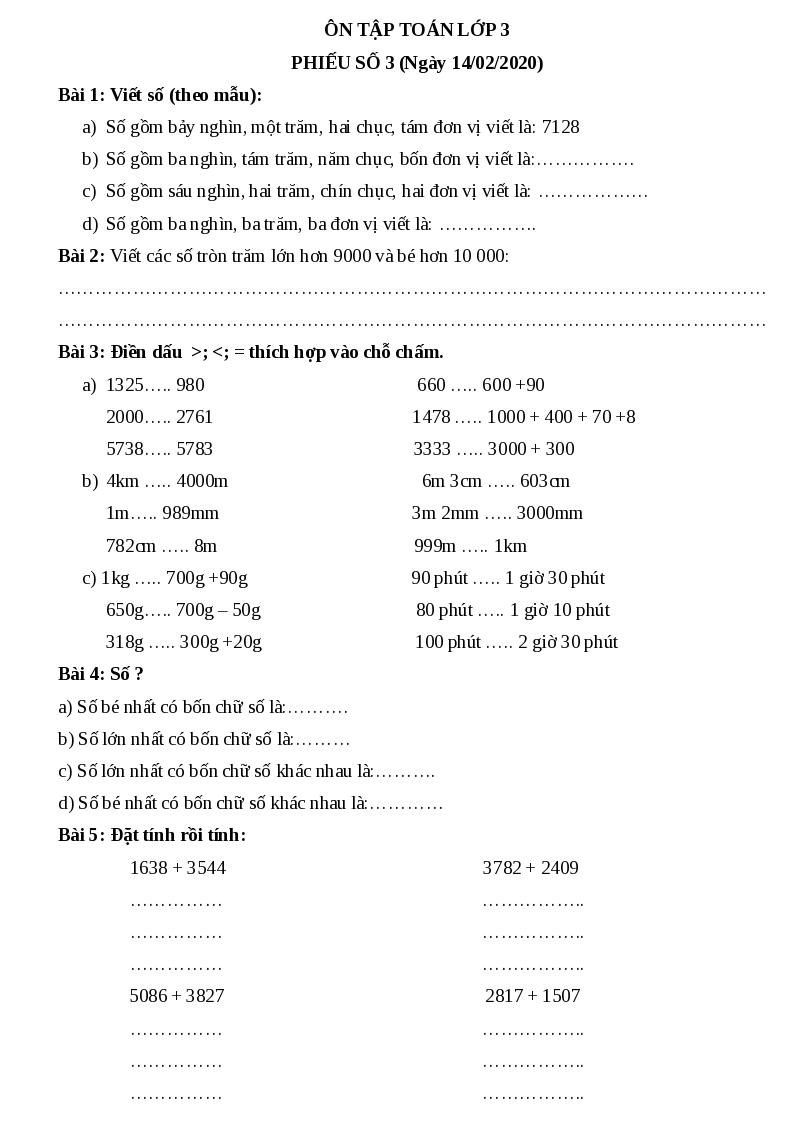 ÔN TẬP TOÁN LỚP 3
PHIẾU SỐ 3 (Ngày 14/02/2020)
Bài 1: Viết số (theo mẫu):
a) Số gồm bảy nghìn, một trăm, hai chục, tám đơn vị viết là: 7128
b) Số gồm ba nghìn, tám trăm, năm chục, bốn đơn vị viết là:…………….
c) Số gồm sáu nghìn, hai trăm, chín chục, hai đơn vị viết là: ………………
d) Số gồm ba nghìn, ba trăm, ba đơn vị viết là: …………….
Bài 2: Viết các số tròn trăm lớn hơn 9000 và bé hơn 10 000:
……………………………………………………………………………………………………
……………………………………………………………………………………………………
Bài 3: Điền dấu >; <; = thích hợp vào chỗ chấm.
a) 1325….. 980 660 ….. 600 +90
2000….. 2761 1478 ….. 1000 + 400 + 70 +8
5738….. 5783 3333 ….. 3000 + 300
b) 4km ….. 4000m 6m 3cm ….. 603cm
1m….. 989mm 3m 2mm ….. 3000mm
782cm ….. 8m 999m ….. 1km
c) 1kg ….. 700g +90g 90 phút ….. 1 giờ 30 phút
650g….. 700g – 50g 80 phút ….. 1 giờ 10 phút
318g ….. 300g +20g 100 phút ….. 2 giờ 30 phút
Bài 4: Số ?
a) Số bé nhất có bốn chữ số là:……….
b) Số lớn nhất có bốn chữ số là:………
c) Số lớn nhất có bốn chữ số khác nhau là:……….
d) Số bé nhất có bốn chữ số khác nhau là:…………
Bài 5: Đặt tính rồi tính:
1638 + 3544 3782 + 2409
…………… ……………..
…………… ……………..
…………… ……………..
5086 + 3827 2817 + 1507
…………… ……………..
…………… ……………..
…………… ……………..